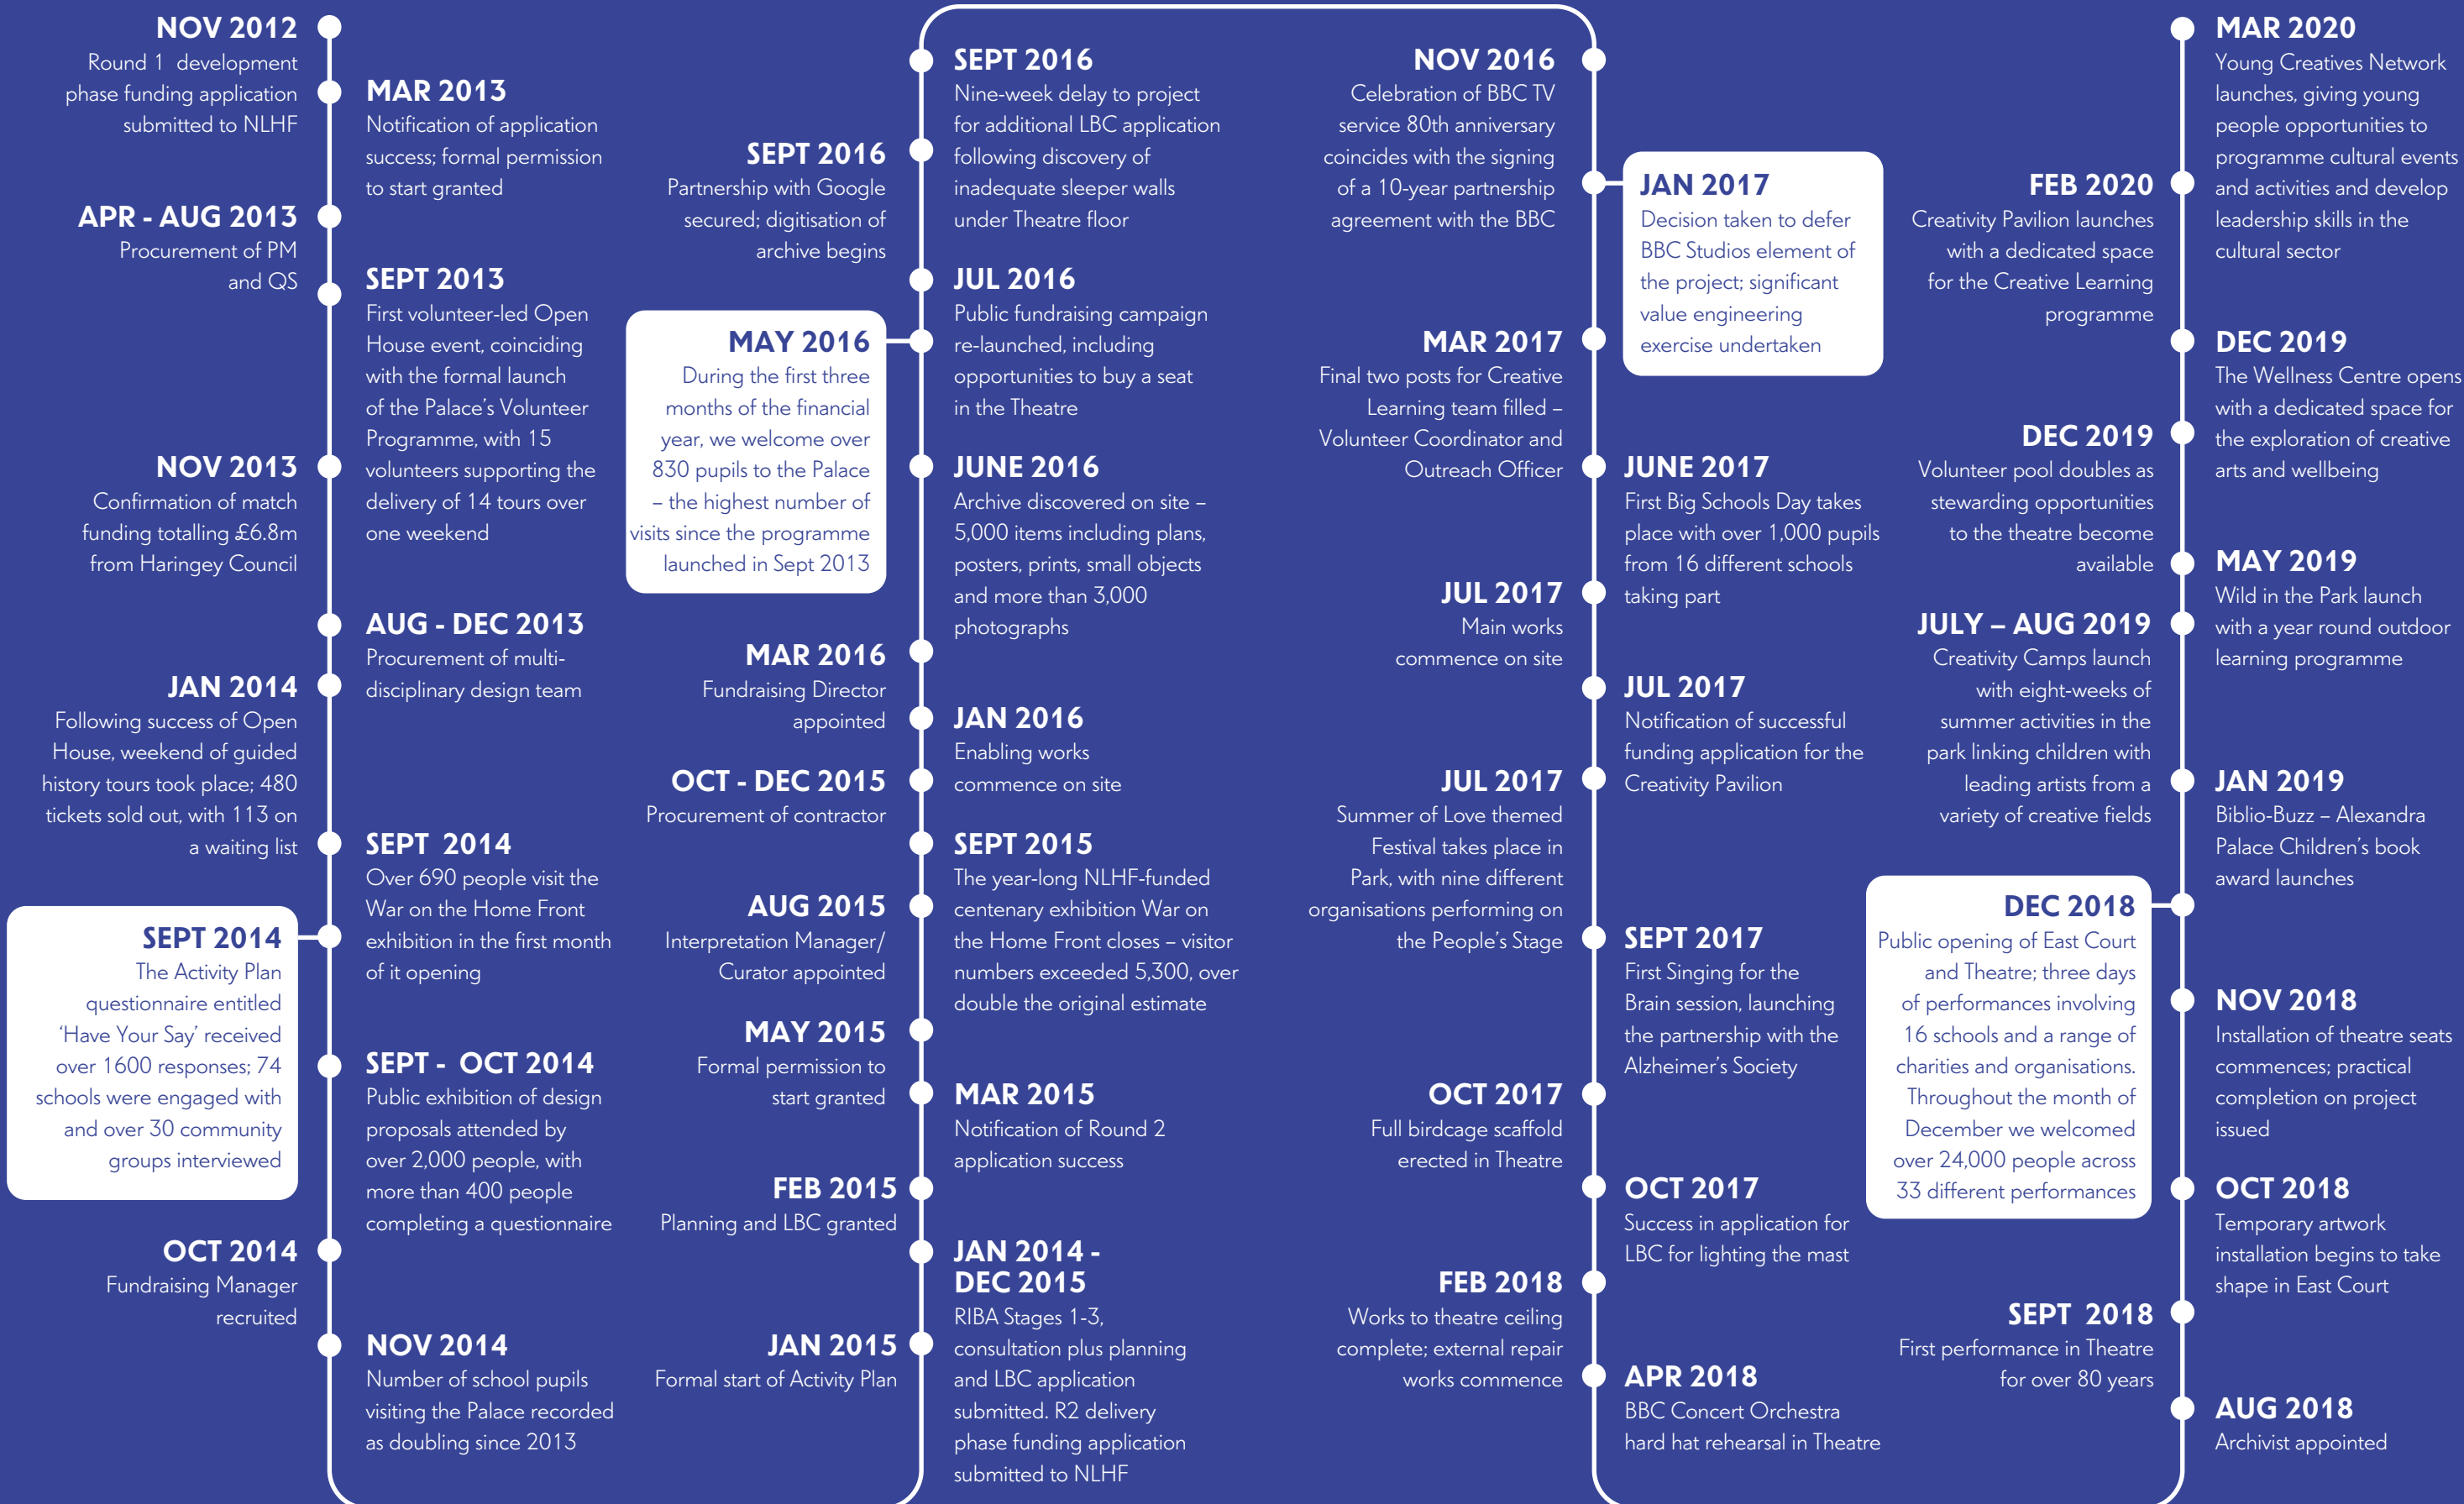 NOV 2012
Round 1 development
phase funding application
submitted to NLHF
MAR 2013
Notification of application
success; formal permission
to start granted
APR - AUG 2013
Procurement of PM
and QS
SEPT 2013
First volunteer-led Open
House event, coinciding
with the formal launch
of the Palace's Volunteer
Programme, with 15
volunteers supporting the
delivery of 14 tours over
one weekend
NOV 2013
Confirmation of match
funding totalling £6.8m
from Haringey Council
AUG - DEC 2013
Procurement of multi-
disciplinary design team
JAN 2014
Following success of Open
House, weekend of guided
history tours took place; 480
tickets sold out, with 113 on
a waiting list
SEPT 2014
Over 690 people visit the
War on the Home Front
exhibition in the first month
of it opening
SEPT 2014
The Activity Plan
questionnaire entitled
‘Have Your Say’ received
over 1600 responses; 74
schools were engaged with
and over 30 community
groups interviewed
SEPT - OCT 2014
Public exhibition of design
proposals attended by
over 2,000 people, with
more than 400 people
completing a questionnaire
OCT 2014
Fundraising Manager
recruited
NOV 2014
Number of school pupils
visiting the Palace recorded
as doubling since 2013
JAN 2015
Formal start of Activity Plan
JAN 2014 -
DEC 2015
RIBA Stages 1-3,
consultation plus planning
and LBC application
submitted. R2 delivery
phase funding application
submitted to NLHF
FEB 2015
Planning and LBC granted
MAR 2015
Notification of Round 2
application success
MAY 2015
Formal permission to
start granted
AUG 2015
Interpretation Manager/
Curator appointed
SEPT 2015
The year-long NLHF-funded
centenary exhibition War on
the Home Front closes – visitor
numbers exceeded 5,300, over
double the original estimate
OCT - DEC 2015
Procurement of contractor
JAN 2016
Enabling works
commence on site
MAR 2016
Fundraising Director
appointed
JUNE 2016
Archive discovered on site –
5,000 items including plans,
posters, prints, small objects
and more than 3,000
photographs
MAY 2016
During the first three
months of the financial
year, we welcome over
830 pupils to the Palace
– the highest number of
visits since the programme
launched in Sept 2013
JUL 2016
Public fundraising campaign
re-launched, including
opportunities to buy a seat
in the Theatre
SEPT 2016
Partnership with Google
secured; digitisation of
archive begins
SEPT 2016
Nine-week delay to project
for additional LBC application
following discovery of
inadequate sleeper walls
under Theatre floor
NOV 2016
Celebration of BBC TV
service 80th anniversary
coincides with the signing
of a 10-year partnership
agreement with the BBC
JAN 2017
Decision taken to defer
BBC Studios element of
the project; significant
value engineering
exercise undertaken
MAR 2017
Final two posts for Creative
Learning team filled –
Volunteer Coordinator and
Outreach Officer
JUNE 2017
First Big Schools Day takes
place with over 1,000 pupils
from 16 different schools
taking part
JUL 2017
Main works
commence on site
JUL 2017
Notification of successful
funding application for the
Creativity Pavilion
JUL 2017
Summer of Love themed
Festival takes place in
Park, with nine different
organisations performing on
the People's Stage
SEPT 2017
First Singing for the
Brain session, launching
the partnership with the
Alzheimer's Society
OCT 2017
Full birdcage scaffold
erected in Theatre
OCT 2017
Success in application for
LBC for lighting the mast
FEB 2018
Works to theatre ceiling
complete; external repair
works commence
APR 2018
BBC Concert Orchestra
hard hat rehearsal in Theatre
AUG 2018
Archivist appointed
SEPT 2018
First performance in Theatre
for over 80 years
OCT 2018
Temporary artwork
installation begins to take
shape in East Court
NOV 2018
Installation of theatre seats
commences; practical
completion on project
issued
DEC 2018
Public opening of East Court
and Theatre; three days
of performances involving
16 schools and a range of
charities and organisations.
Throughout the month of
December we welcomed
over 24,000 people across
33 different performances
JAN 2019
Biblio-Buzz – Alexandra
Palace Children's book
award launches
JULY – AUG 2019
Creativity Camps launch
with eight-weeks of
summer activities in the
park linking children with
leading artists from a
variety of creative fields
MAY 2019
Wild in the Park launch
with a year round outdoor
learning programme
DEC 2019
Volunteer pool doubles as
stewarding opportunities
to the theatre become
available
DEC 2019
The Wellness Centre opens
with a dedicated space for
the exploration of creative
arts and wellbeing
FEB 2020
Creativity Pavilion launches
with a dedicated space
for the Creative Learning
programme
MAR 2020
Young Creatives Network
launches, giving young
people opportunities to
programme cultural events
and activities and develop
leadership skills in the
cultural sector